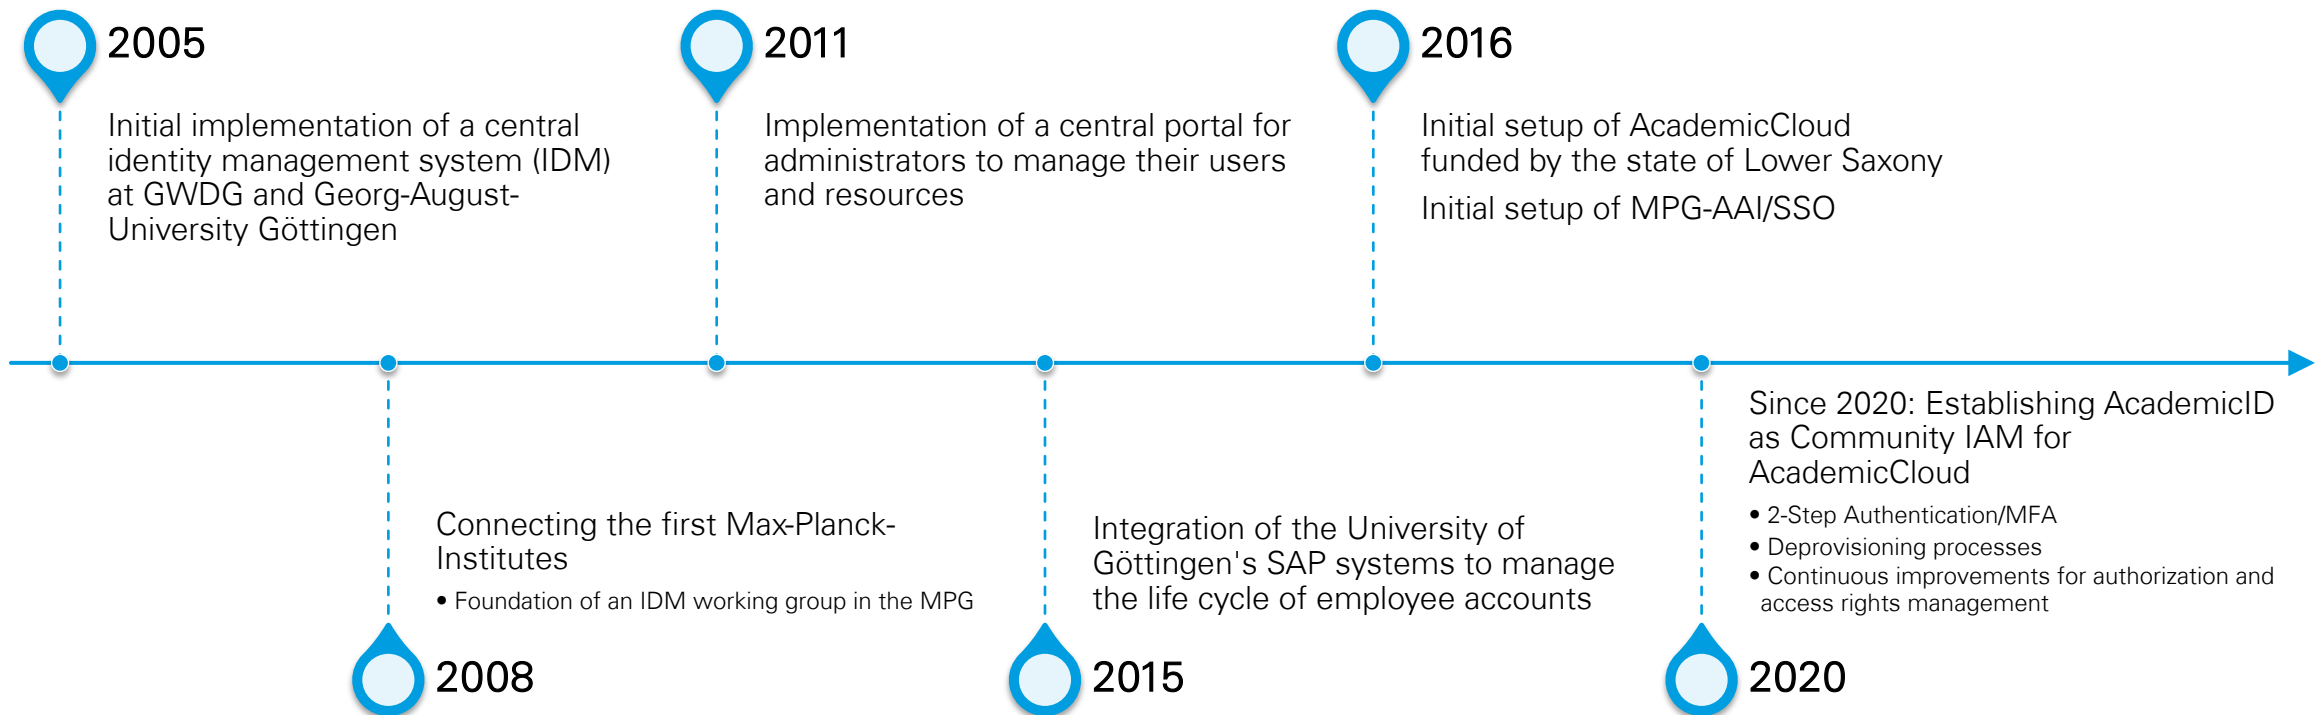 2005
Initial implementation of a central
identity management system (IDM)
at GWDG and Georg-August-
University Göttingen
2011
Implementation of a central portal for
administrators to manage their users
and resources
2016
Initial setup of AcademicCloud
funded by the state of Lower Saxony
Initial setup of MPG-AAI/SSO
Connecting the first Max-Planck-
Institutes
• Foundation of an IDM working group in the MPG
2008
Integration of the University of
Göttingen's SAP systems to manage
the life cycle of employee accounts
2015
Since 2020: Establishing AcademicID
as Community IAM for
AcademicCloud
• 2-Step Authentication/MFA
• Deprovisioning processes
• Continuous improvements for authorization and
access rights management
2020